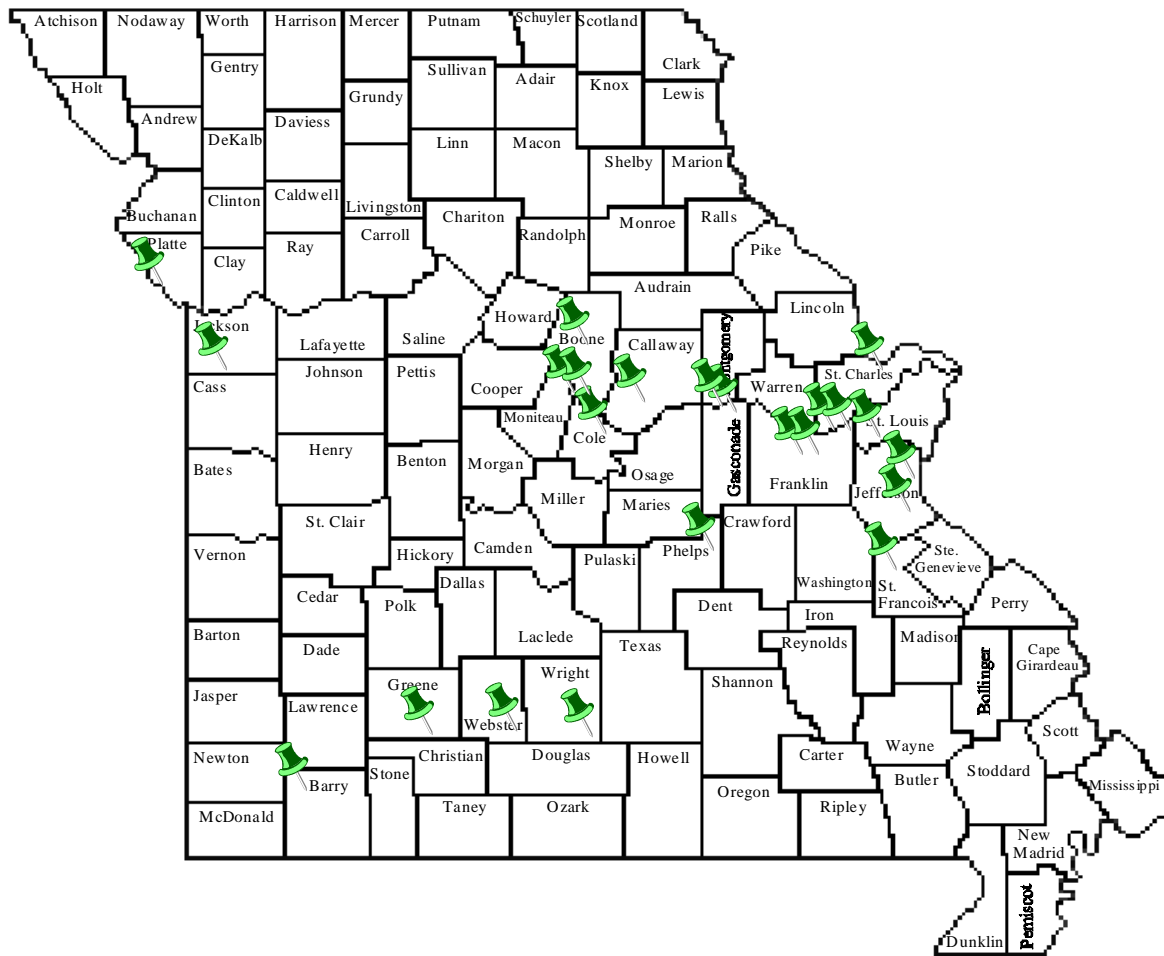 Atchison
Nodaway
Worth
Harrison
Mercer
Putnam
Schuyler
Scotland
Clark
Holt
Gentry
Sullivan
Adair
Knox
Lewis
Andrew
Grundy
DeKalb
Daviess
Linn
Macon
Shelby
Marion
Buchanan
Clinton
Caldwell
Livingston
Chariton
Randolph
Monroe
Ralls
Platte
Clay
Ray
Carroll
Pike
Audrain
Jackson
Lafayette
Saline
Howard
Boone
Callaway
Montgomery
Lincoln
Cass
Johnson
Pettis
Cooper
Moniteau
Warren
St. Charles
Cole
St. Louis
Bates
Henry
Benton
Morgan
Osage
Gasconade
Franklin
Jefferson
Miller
Maries
St. Clair
Crawford
Vernon
Hickory
Camden
Pulaski
Phelps
Washington
Ste.
Genevieve
Cedar
Polk
Dallas
St.
Francois
Dent
Iron
Perry
Barton
Dade
Laclede
Texas
Reynolds
Madison
Cape
Girardeau
Jasper
Lawrence
Greene
Webster
Wright
Shannon
Bollinger
Scott
Newton
Barry
Stone
Christian
Douglas
Howell
Carter
Wayne
Stoddard
Mississippi
McDonald
Taney
Ozark
Oregon
Ripley
Butler
New
Madrid
Dunklin
Pemiscot